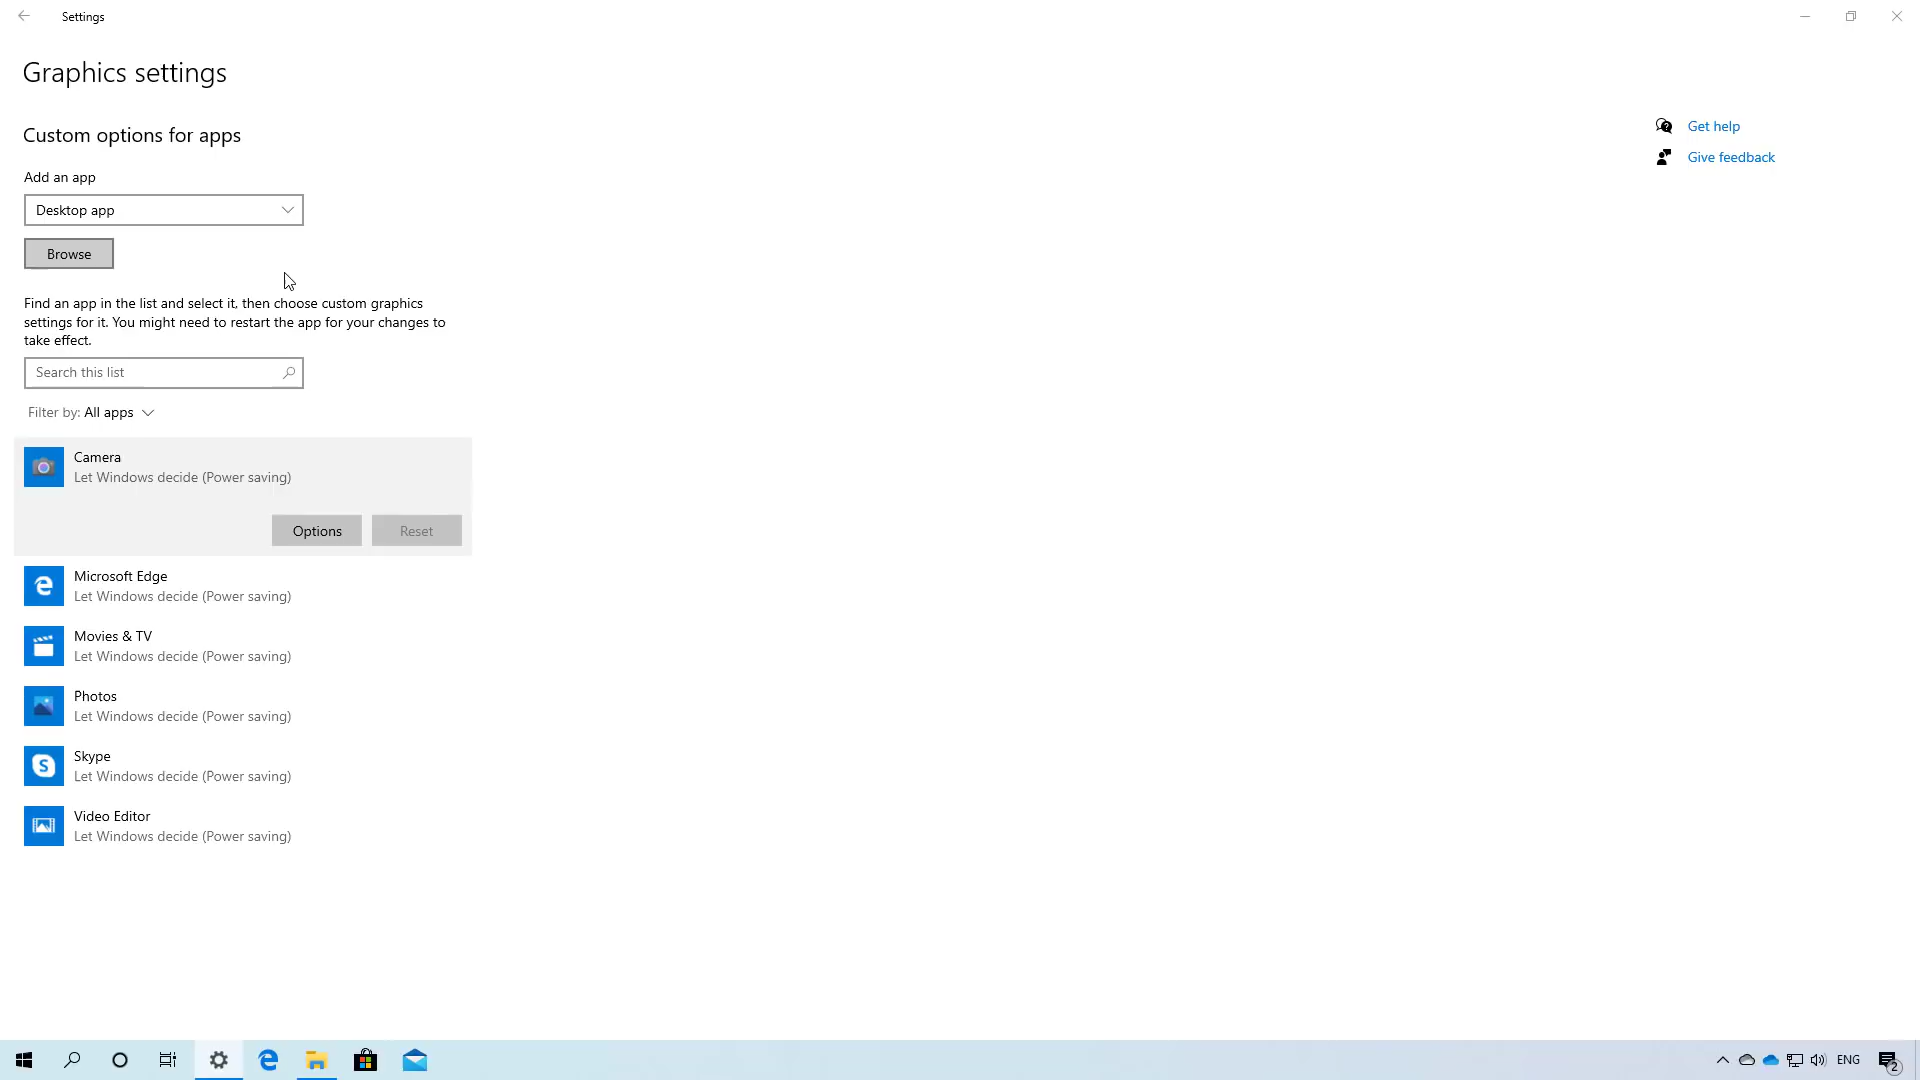 Settings
Graphics settings
Custom options for apps
Get help
Give feedback
Add an app
Desktop app
Browse
Find an app in the list and select it, then choose custom graphics
settings for it. You might need to restart the app for your changes to
take effect.
Search this list
Filter by: All apps
Camera
Let Windows decide (Power saving)
Options
Reset
Microsoft Edge
Let Windows decide (Power saving)
Movies & TV
Let Windows decide (Power saving)
Photos
Let Windows decide (Power saving)
Skype
Let Windows decide (Power saving)
Video Editor
Let Windows decide (Power saving)
ENG
2